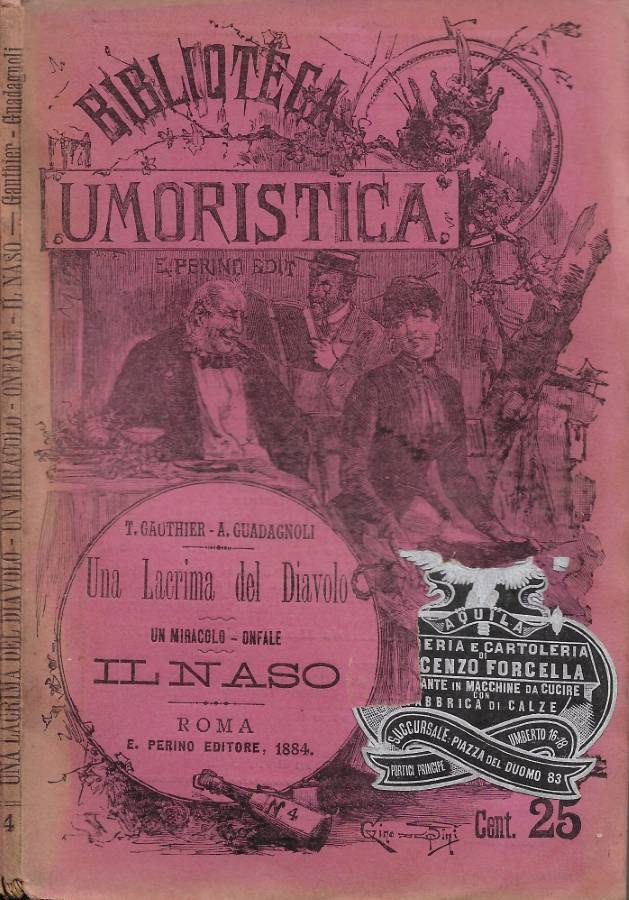 BIBLIOTECA
UMORISTICA
E. PERINO EDIT.
T. GAUTHIER - A. GUADAGNOLI
Una Lacrima del Diavolo
UN MIRACOLO - ONFALE
IL NASO
ROMA
E. PERINO EDITORE, 1884.
Nº 4
Gino
Cent. 25
AQUILA
ERIA E CARTOLERIA
DI
CENZO FORCELLA
ANTE IN MACCHINE DA CUCIRE
CON
ABBRICA DI CALZE
SUCCURSALE: PIAZZA DEL DUOMO 83
UMBERTO 16-18
PORTICI PRINCIPE
4 UNA LACRIMA DEL DIAVOLO - UN MIRACOLO - ONFALE - IL NASO - Gauthier - Guadagnoli